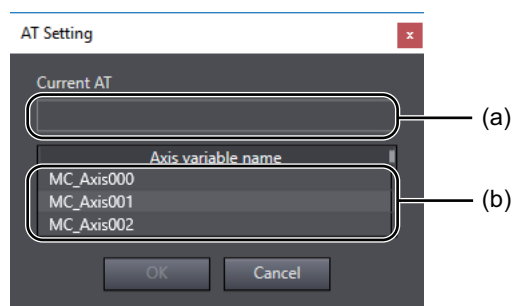 AT Setting
x
Current AT
(a)
Axis variable name
MC_Axis000
MC_Axis001
(b)
MC_Axis002
OK
Cancel